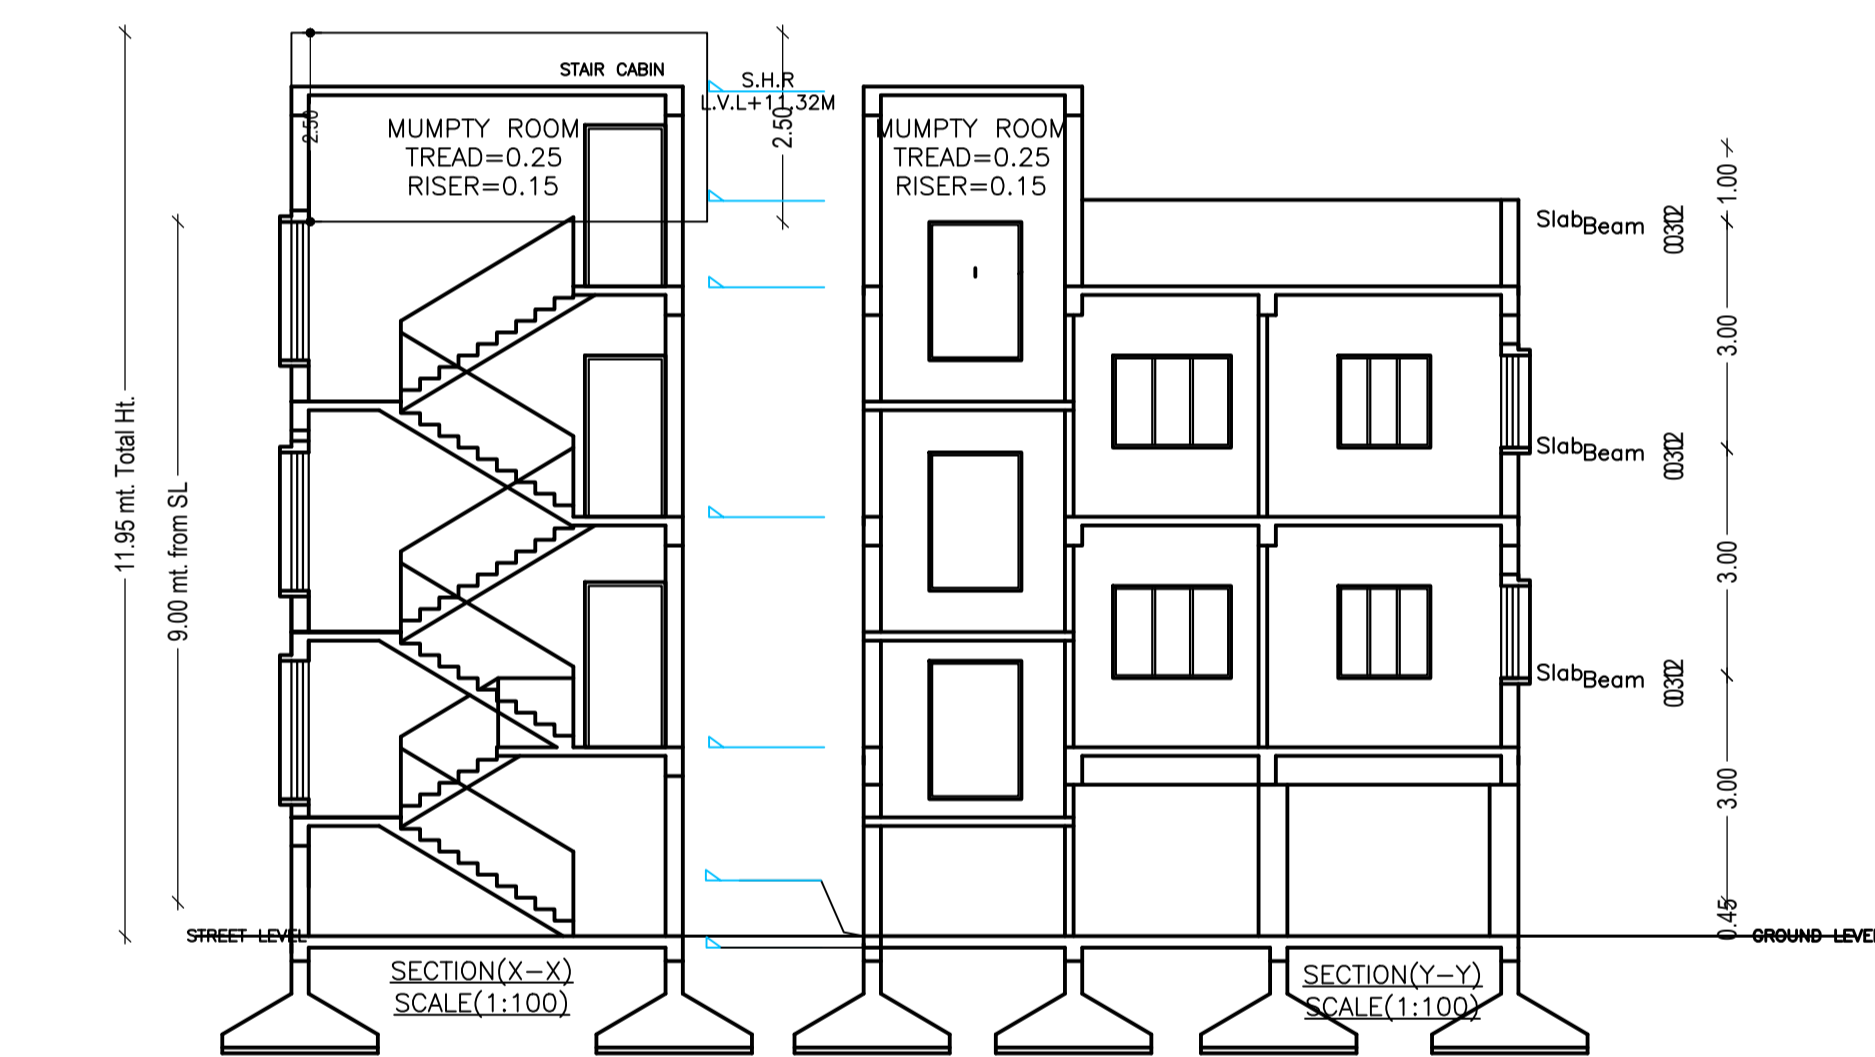 STAIR CABIN
S.H.R
L.V.L+11.32M
MUMPTY ROOM
TREAD=0.25
RISER=0.15
2.50
2.50
MUMPTY ROOM
TREAD=0.25
RISER=0.15
11.95 mt. Total Ht.
9.00 mt. from SL
1.00
Slab
Beam
3.00
Slab
Beam
3.00
Slab
Beam
3.00
0.45
STREET LEVEL
GROUND LEVEL
SECTION(X-X)
SCALE(1:100)
SECTION(Y-Y)
SCALE(1:100)